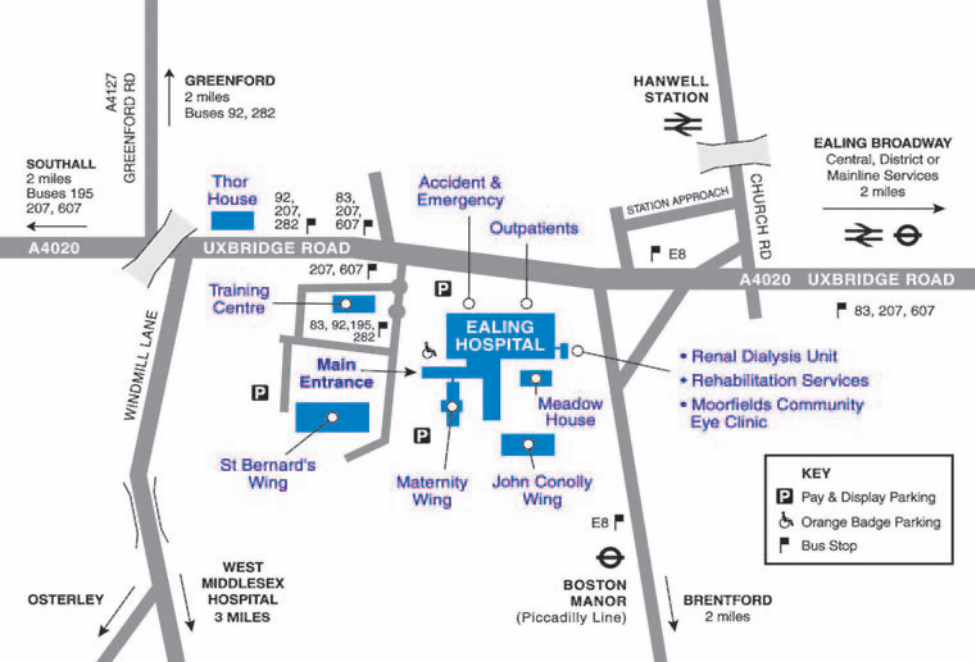 A4127
GREENFORD RD
GREENFORD
2 miles
Buses 92, 282
SOUTHALL
2 miles
Buses 195
207, 607
HANWELL
STATION
EALING BROADWAY
Central, District or
Mainline Services
2 miles
Thor
House
92,
207,
282
83,
207,
607
Accident &
Emergency
Outpatients
STATION APPROACH
CHURCH RD
E8
A4020
UXBRIDGE ROAD
A4020 UXBRIDGE ROAD
207, 607
83, 207, 607
Training
Centre
P
83, 92,195,
282
EALING
HOSPITAL
WINDMILL LANE
Main
Entrance
P
• Renal Dialysis Unit
• Rehabilitation Services
• Moorfields Community
Eye Clinic
Meadow
House
P
St Bernard's
Wing
Maternity
Wing
John Conolly
Wing
KEY
P Pay & Display Parking
Orange Badge Parking
Bus Stop
E8
OSTERLEY
WEST
MIDDLESEX
HOSPITAL
3 MILES
BOSTON
MANOR
(Piccadilly Line)
BRENTFORD
2 miles